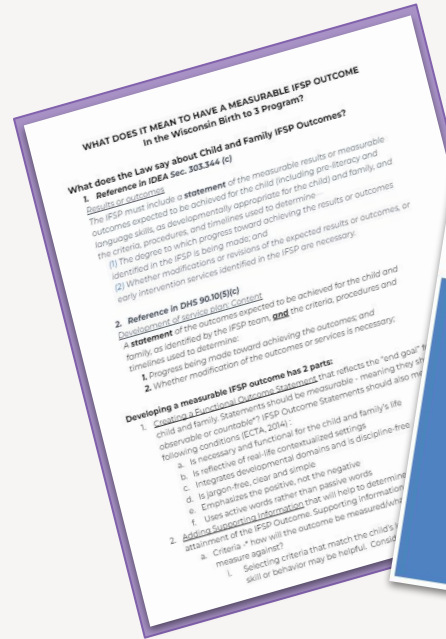 WHAT DOES IT MEAN TO HAVE A MEASURABLE IFSP OUTCOME
In the Wisconsin Birth to 3 Program?
What does the Law say about Child and Family IFSP Outcomes?
1. Reference in IDEA Sec. 303.344 (c)
Results or outcomes
The IFSP must include a statement of the measurable results or measurable
outcomes expected to be achieved for the child (including pre-literacy and
language skills, as developmentally appropriate for the child) and family, and
the criteria, procedures, and timelines used to determine
(1) The degree to which progress toward achieving the results or outcomes
identified in the IFSP is being made; and
(2) Whether modifications or revisions of the expected results or outcomes, or
early intervention services identified in the IFSP are necessary.
2. Reference in DHS 90.10(5)(c)
Development of service plan: Content
A statement of the outcomes expected to be achieved for the child and
family, as identified by the IFSP team, and the criteria, procedures and
timelines used to determine:
1. Progress being made toward achieving the outcomes; and
2. Whether modification of the outcomes or services is necessary;
Developing a measurable IFSP outcome has 2 parts:
1. Creating a Functional Outcome Statement that reflects the "end goal"
child and family. Statements should be measurable - meaning they
observable or countable*? IFSP Outcome Statements should also
following conditions (ECTA, 2014) :
a. Is necessary and functional for the child and family's life
b. Is reflective of real-life contextualized settings
c. Integrates developmental domains and is discipline-free
d. Is jargon-free, clear and simple
e. Emphasizes the positive, not the negative
f. Uses active words rather than passive words
2. Adding Supporting Information that will help to determine
attainment of the IFSP Outcome. Supporting information
a. Criteria -* how will the outcome be measured/
measure against?
i. Selecting criteria that match the child's
skill or behavior may be helpful.